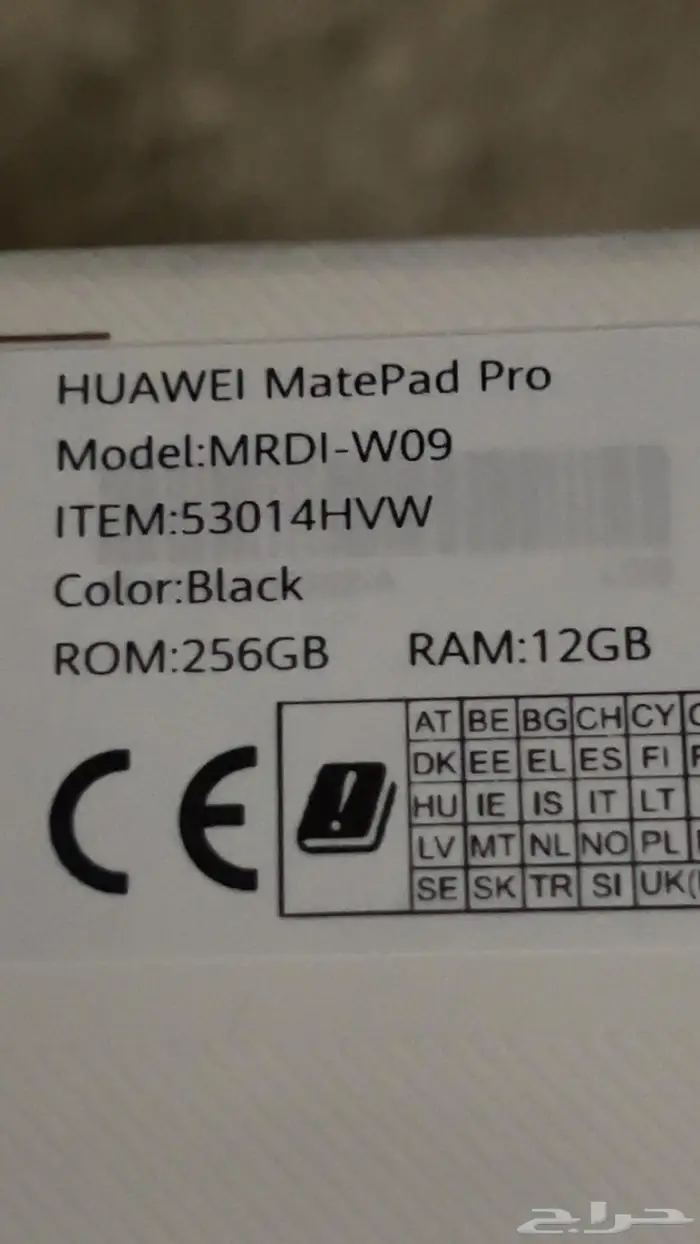 HUAWEI MatePad Pro
Model:MRDI-W09
ITEM:53014HVW
Color:Black
ROM:256GB RAM:12GB
CE
AT BE BG CH CY
DK EE EL ES FI
HU IE IS IT LT
LV MT NL NO PL
SE SK TR SI UK(
حراج